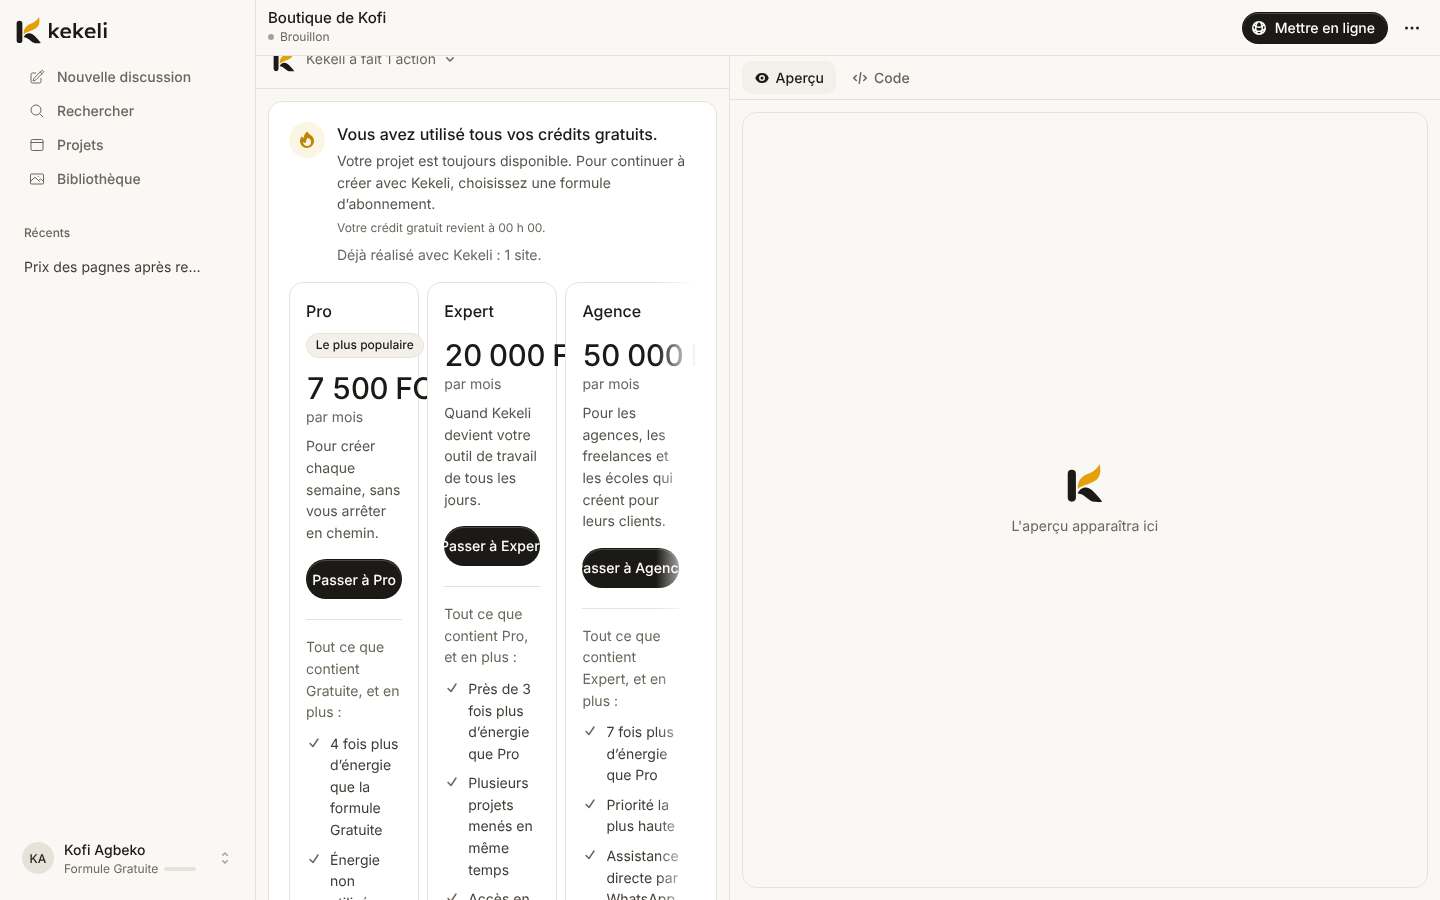 kekeli
Nouvelle discussion
Rechercher
Projets
Bibliothèque
Récents
Prix des pagnes après re...
KA
Kofi Agbeko
Formule Gratuite
Boutique de Kofi
Brouillon
Mettre en ligne
Kekeli a fait 1 action
Aperçu
Code
Vous avez utilisé tous vos crédits gratuits.
Votre projet est toujours disponible. Pour continuer à
créer avec Kekeli, choisissez une formule
d’abonnement.
Votre crédit gratuit revient à 00 h 00.
Déjà réalisé avec Kekeli : 1 site.
Pro
Le plus populaire
7 500 FC
par mois
Pour créer
chaque
semaine, sans
vous arrêter
en chemin.
Passer à Pro
Tout ce que
contient
Gratuite, et en
plus :
4 fois plus
d’énergie
que la
formule
Gratuite
Énergie
non
Expert
20 000 F
par mois
Quand Kekeli
devient votre
outil de travail
de tous les
jours.
Passer à Exper
Tout ce que
contient Pro,
et en plus :
Près de 3
fois plus
d’énergie
que Pro
Plusieurs
projets
menés en
même
temps
Accès en
Agence
50 000
par mois
Pour les
agences, les
freelances et
les écoles qui
créent pour
leurs clients.
asser à Agenc
Tout ce que
contient
Expert, et en
plus :
7 fois plus
d’énergie
que Pro
Priorité la
plus haute
Assistance
directe par
WhatsApp
L'aperçu apparaîtra ici